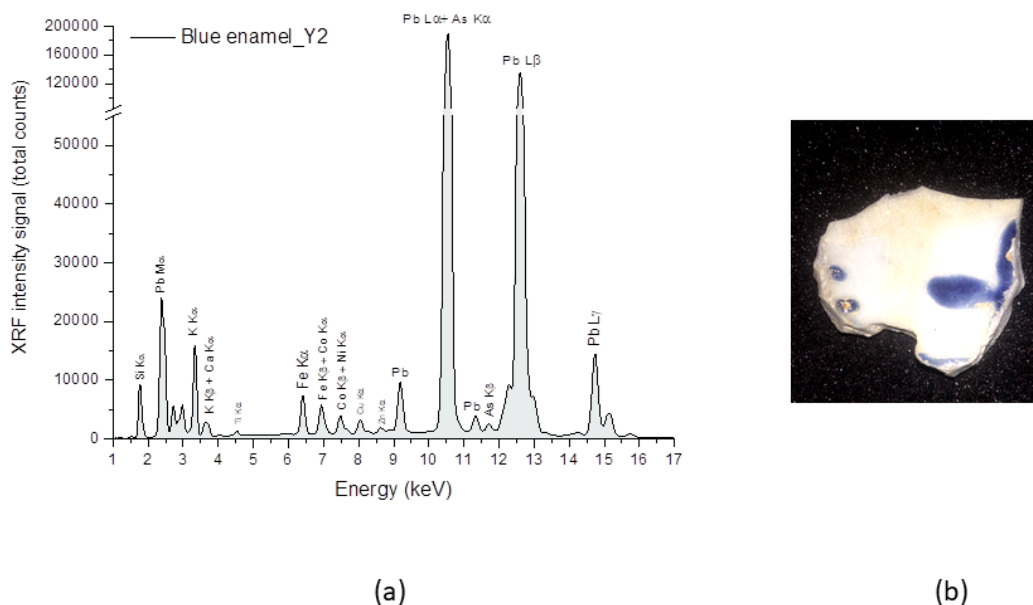 Pb Lα+ As Kα
200000
Blue enamel_Y2
160000
Pb Lβ
120000
50000
40000
30000
20000
10000
0
XRF intensity signal (total counts)
Si Kα
Pb Mα
K Kα
K Kβ + Ca Kα
Ti Kα
Fe Kα
Fe Kβ + Co Kα
Co Kβ + Ni Kα
Cu Kα
Zn Kα
Pb
Pb
As Kβ
Pb Lγ
1 2 3 4 5 6 7 8 9 10 11 12 13 14 15 16 17
Energy (keV)
(a)
(b)